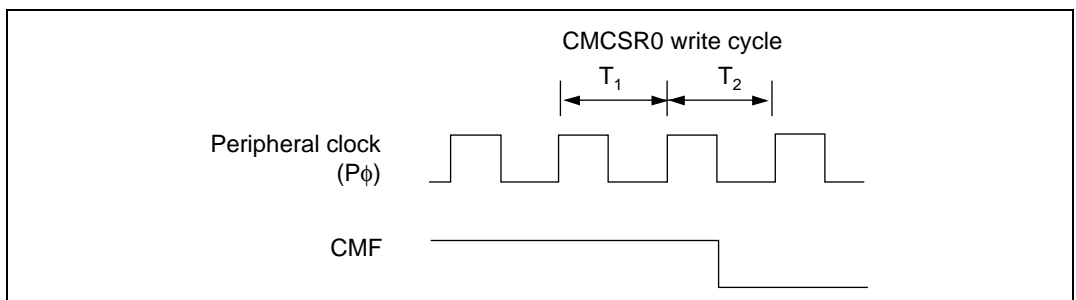 CMCSR0 write cycle
T1 T2
Peripheral clock
(Pϕ)
CMF